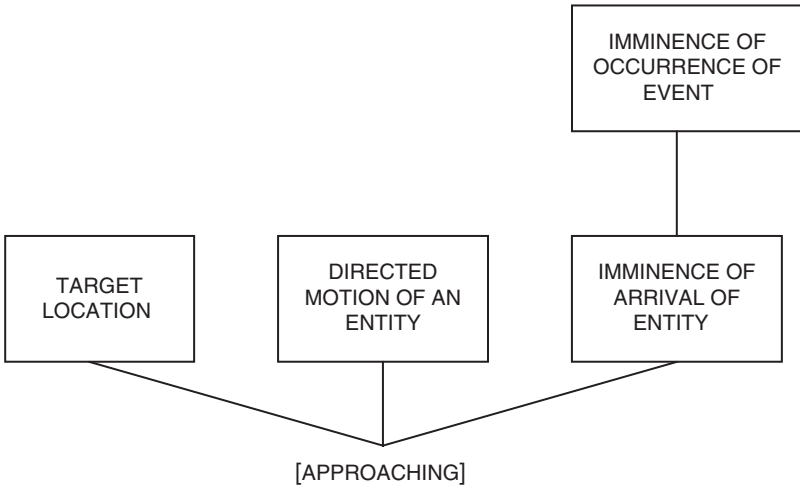 IMMINENCE OF
OCCURRENCE OF
EVENT
TARGET
LOCATION
DIRECTED
MOTION OF AN
ENTITY
IMMINENCE OF
ARRIVAL OF
ENTITY
[APPROACHING]